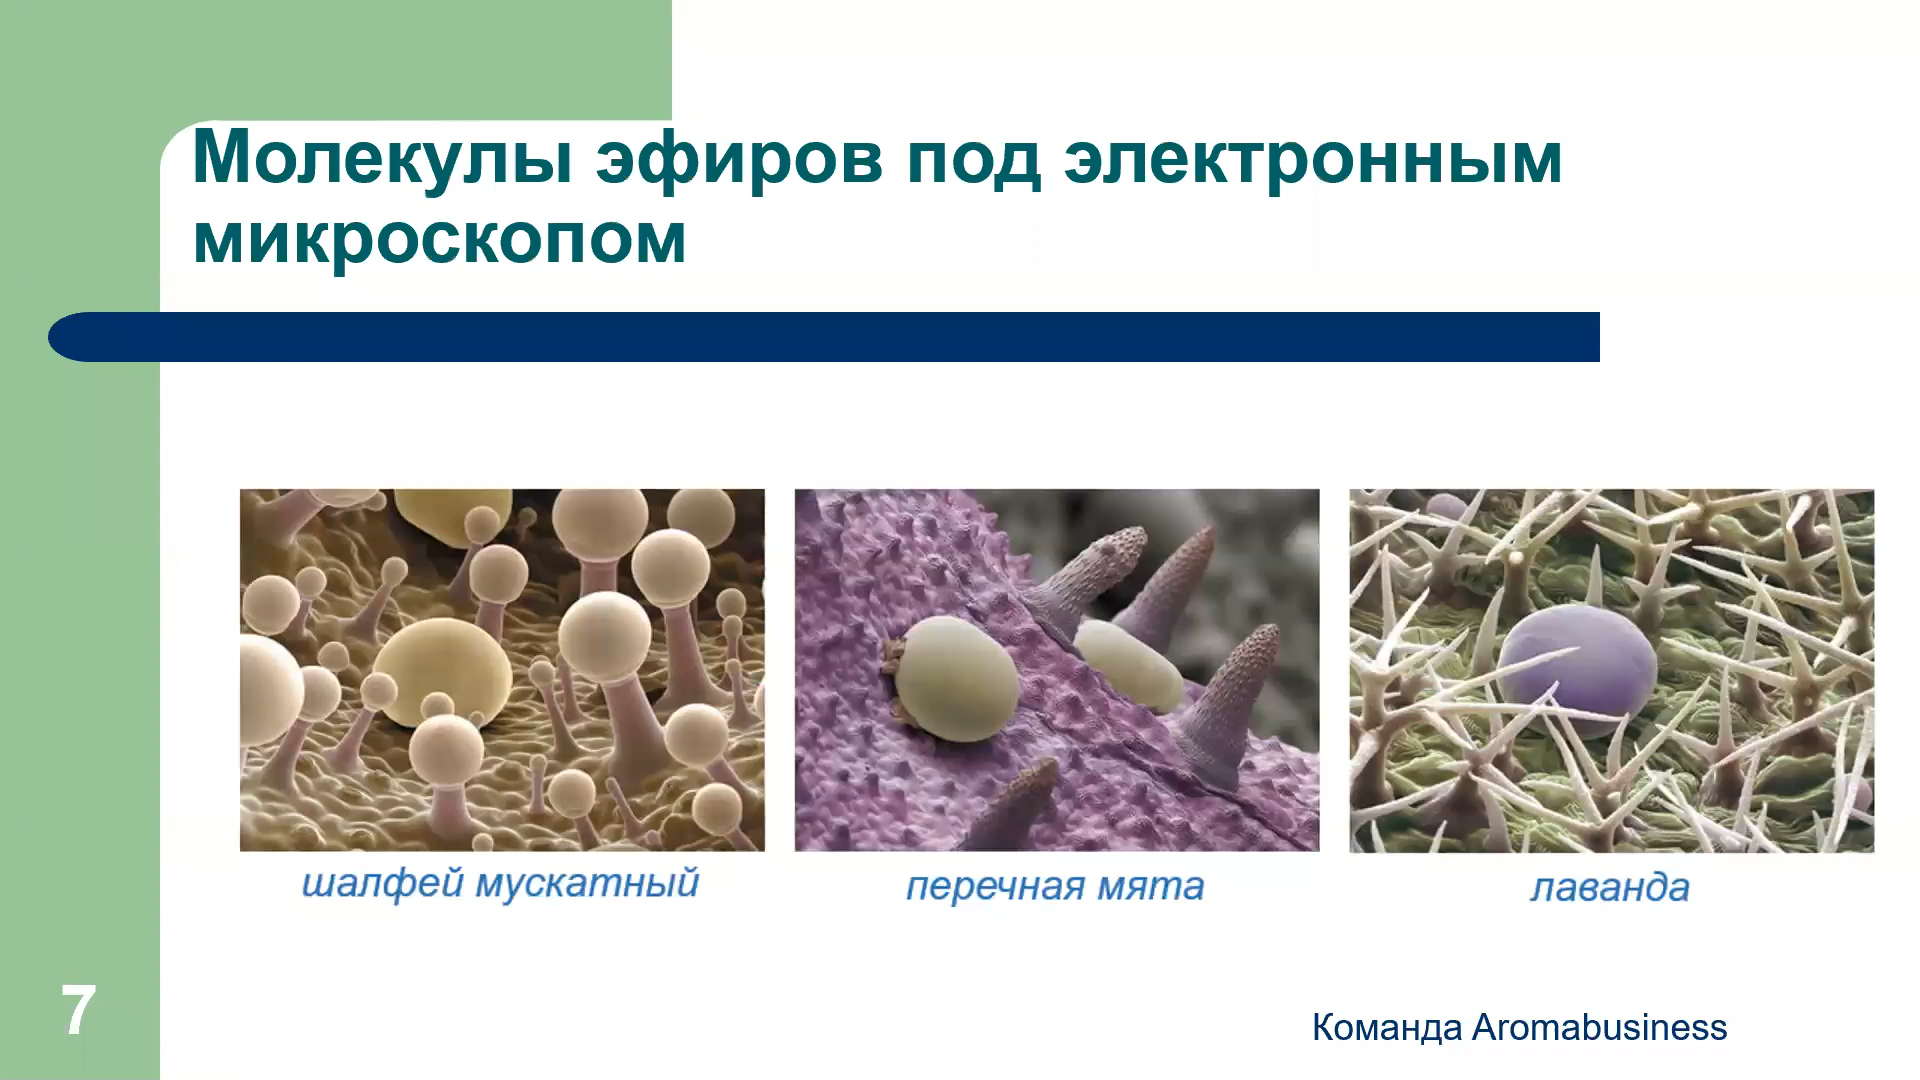 Молекулы эфиров под электронным
микроскопом
шалфей мускатный
перечная мята
лаванда
7
Команда Aromabusiness